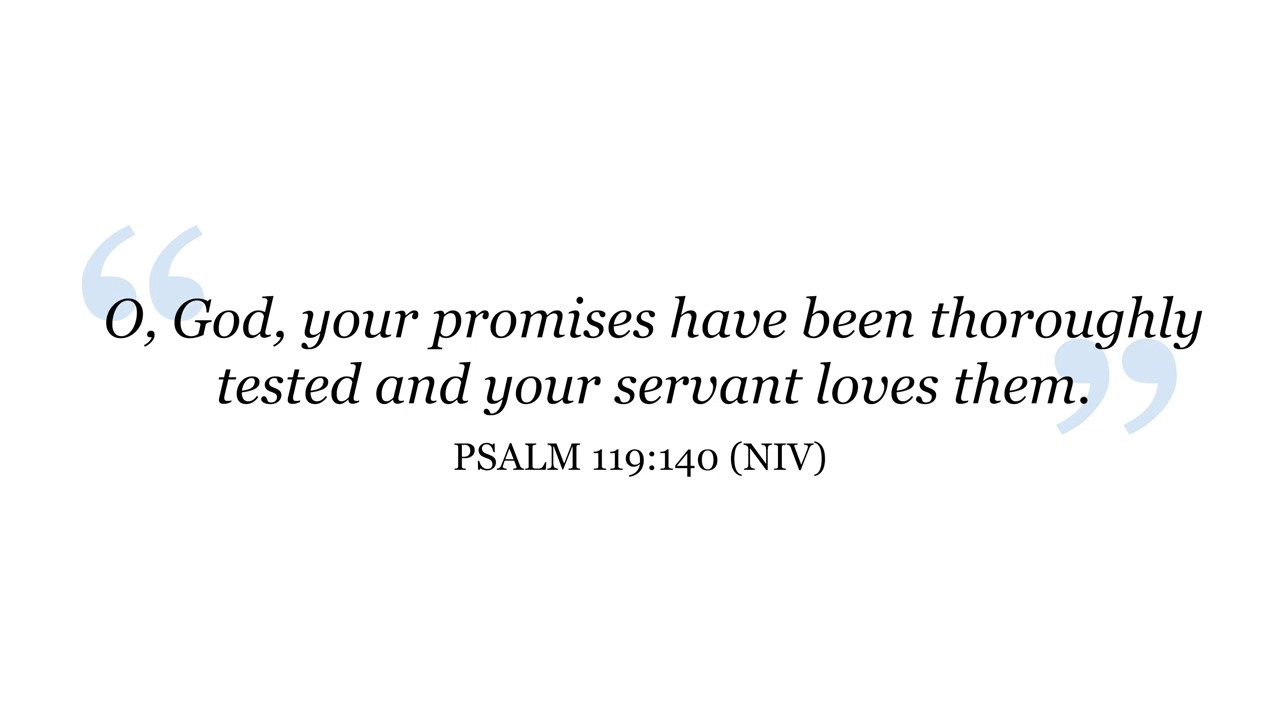 O, God, your promises have been thoroughly
tested and your servant loves them.
PSALM 119:140 (NIV)